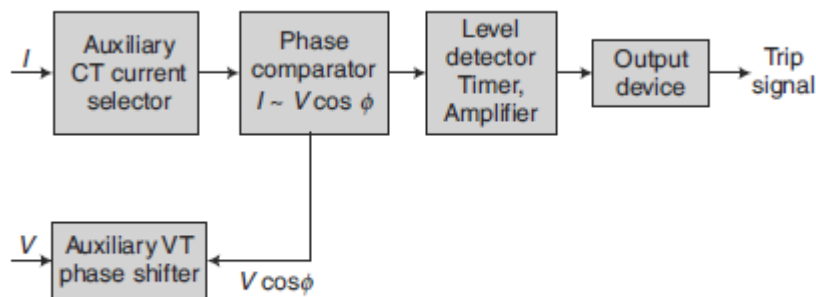 I
Auxiliary
CT current
selector
Phase
comparator
I ~ V cos ϕ
Level
detector
Timer,
Amplifier
Output
device
Trip
signal
V
Auxiliary VT
phase shifter
V cosϕ